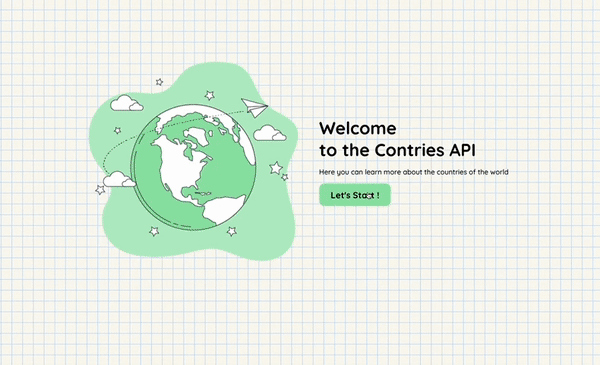 Welcome
to the Contries API
Here you can learn more about the countries of the world
Let's Start !